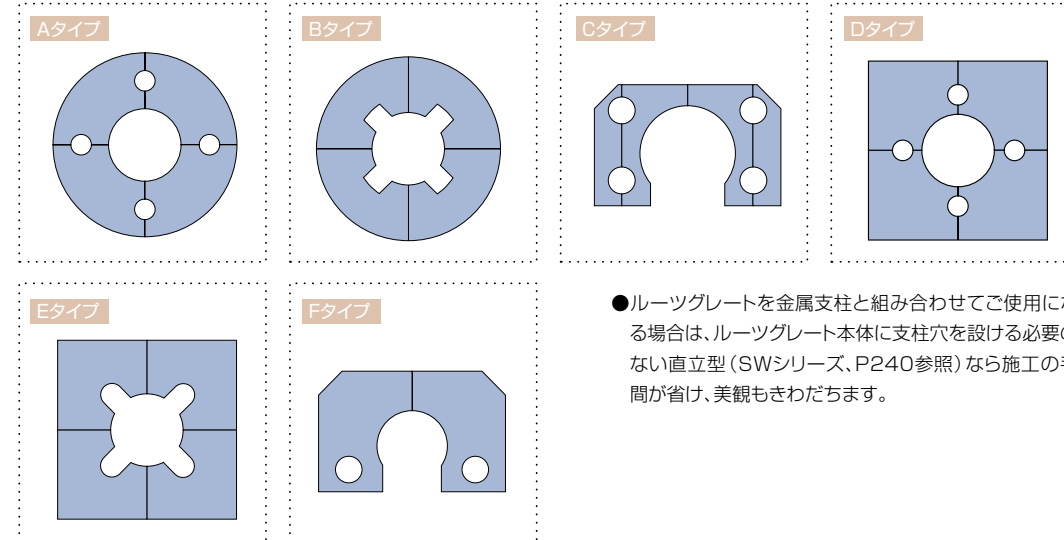 Aタイプ
Bタイプ
Cタイプ
Dタイプ
Eタイプ
Fタイプ
●ルーツグレートを金属支柱と組み合わせてご使用に
る場合は、ルーツグレート本体に支柱穴を設ける必要
ない直立型(SWシリーズ、P240参照)なら施工の
間が省け、美観もきわだちます。